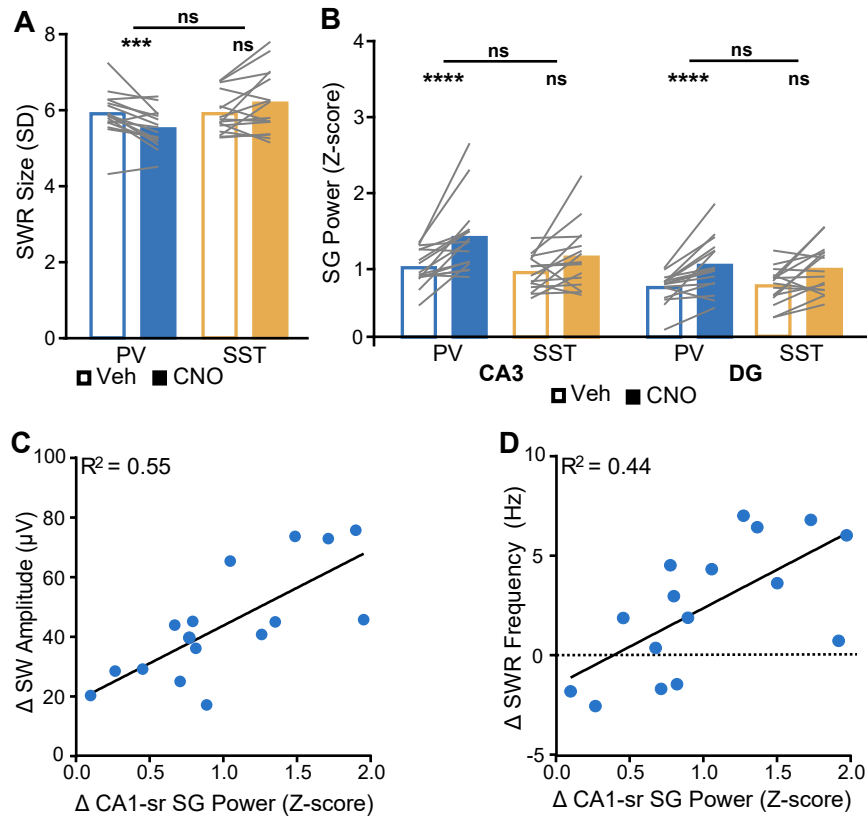 A
ns
***
ns
SWR Size (SD)
8
6
4
2
0
PV
SST
Veh
CNO
B
ns
ns
****
ns
****
ns
SG Power (Z-score)
4
3
2
1
0
PV
SST
PV
SST
CA3
DG
Veh
CNO
C
R² = 0.55
Δ SW Amplitude (µV)
100
80
60
40
20
0
0.0
0.5
1.0
1.5
2.0
Δ CA1-sr SG Power (Z-score)
D
R² = 0.44
Δ SWR Frequency (Hz)
10
5
0
-5
0.0
0.5
1.0
1.5
2.0
Δ CA1-sr SG Power (Z-score)